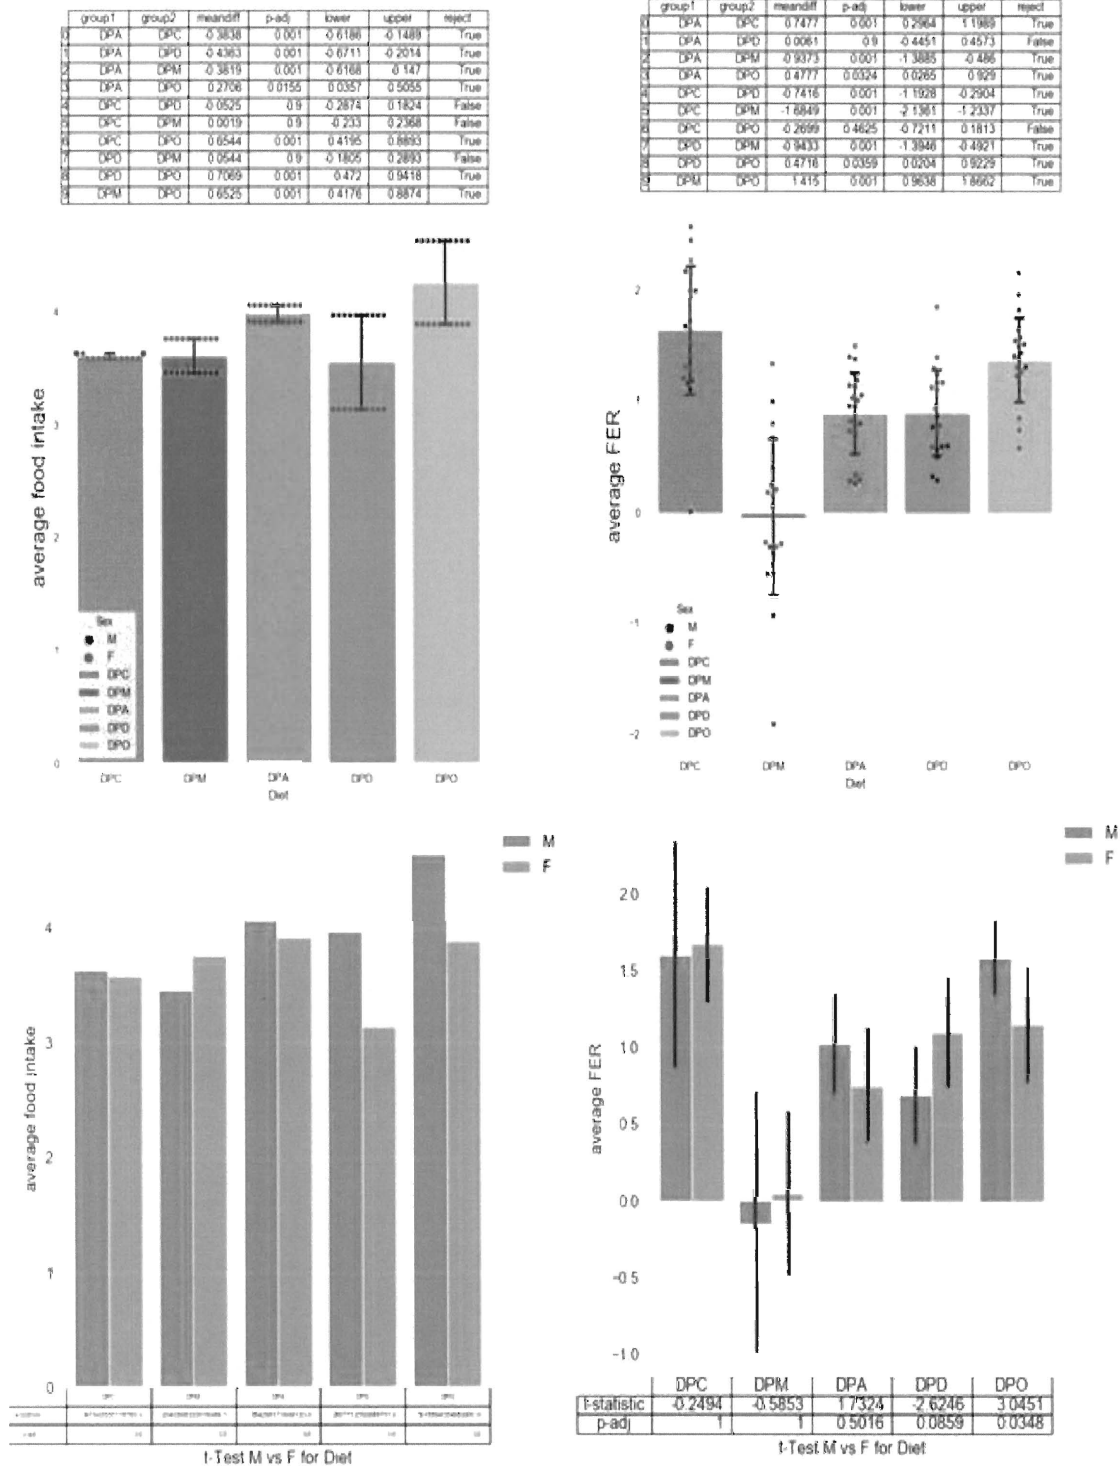 group1 group2 meandiff p-adj lower upper reject
0 DPA DPC -0.3838 0.001 -0.6186 -0.1489 True
1 DPA DPD -0.4363 0.001 -0.6711 -0.2014 True
2 DPA DPM -0.3819 0.001 -0.6168 -0.147 True
3 DPA DPO 0.2706 0.0155 0.0357 0.5055 True
4 DPC DPD -0.0525 0.9 -0.2874 0.1824 False
5 DPC DPM 0.0019 0.9 -0.233 0.2368 False
6 DPC DPO 0.6544 0.001 0.4195 0.8893 True
7 DPD DPM 0.0544 0.9 -0.1805 0.2893 False
8 DPD DPO 0.7069 0.001 0.472 0.9418 True
9 DPM DPO 0.6525 0.001 0.4176 0.8874 True
group1 group2 meandiff p-adj lower upper reject
0 DPA DPC 0.7477 0.001 0.2964 1.1989 True
1 DPA DPD 0.0061 0.9 -0.4451 0.4573 False
2 DPA DPM -0.9373 0.001 -1.3885 -0.486 True
3 DPA DPO 0.4777 0.0324 0.0265 0.929 True
4 DPC DPD -0.7416 0.001 -1.1928 -0.2904 True
5 DPC DPM -1.6849 0.001 -2.1361 -1.2337 True
6 DPC DPO -0.2699 0.4625 -0.7211 0.1813 False
7 DPD DPM -0.9433 0.001 -1.3946 -0.4921 True
8 DPD DPO 0.4716 0.0359 0.0204 0.9229 True
9 DPM DPO 1.415 0.001 0.9638 1.8662 True
average food intake
4
3
2
1
0
Sex
M
F
DPC
DPM
DPA
DPD
DPO
DPC DPM DPA DPD DPO
Diet
average FER
2
1
0
-1
-2
Sex
M
F
DPC
DPM
DPA
DPD
DPO
DPC DPM DPA DPD DPO
Diet
M
F
average food intake
4
3
2
1
0
t-Test M vs F for Diet
M
F
average FER
2.0
1.5
1.0
0.5
0.0
-0.5
-1.0
DPC DPM DPA DPD DPO
t-statistic -0.2494 -0.5853 1.7324 -2.6246 3.0451
p-adj 1 1 0.5016 0.0859 0.0348
t-Test M vs F for Diet